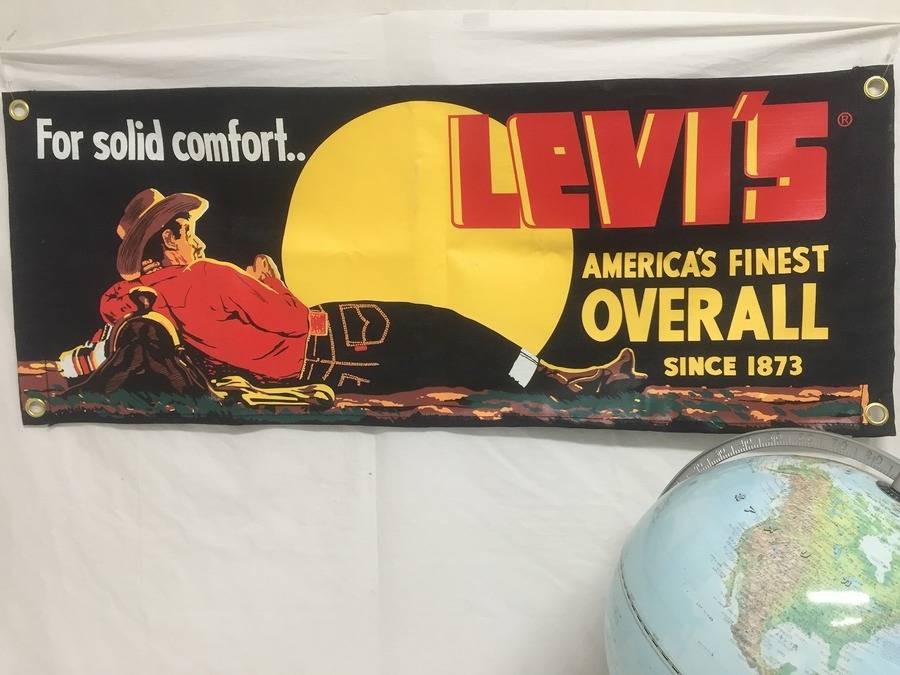 For solid comfort..
LEVI'S®
AMERICA'S FINEST
OVERALL
SINCE 1873